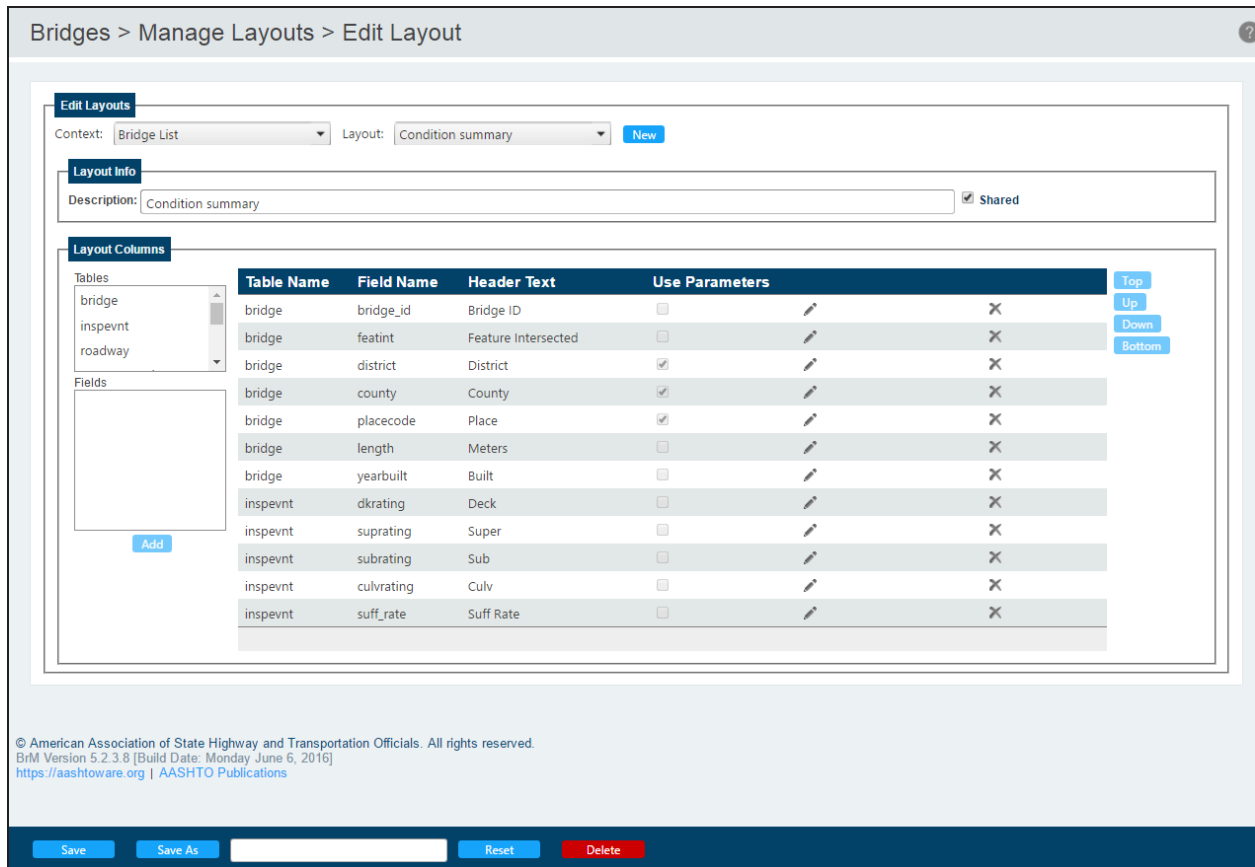 Bridges > Manage Layouts > Edit Layout
?
Edit Layouts
Context: Bridge List Layout: Condition summary New
Layout Info
Description: Condition summary Shared
Layout Columns
Tables
bridge
inspevnt
roadway
Fields
Add
Table Name Field Name Header Text Use Parameters
bridge bridge_id Bridge ID
bridge featint Feature Intersected
bridge district District
bridge county County
bridge placecode Place
bridge length Meters
bridge yearbuilt Built
inspevnt dkrating Deck
inspevnt suprating Super
inspevnt subrating Sub
inspevnt culvrating Culv
inspevnt suff_rate Suff Rate
Top
Up
Down
Bottom
© American Association of State Highway and Transportation Officials. All rights reserved.
BrM Version 5.2.3.8 [Build Date: Monday June 6, 2016]
https://aashtoware.org | AASHTO Publications
Save Save As Reset Delete